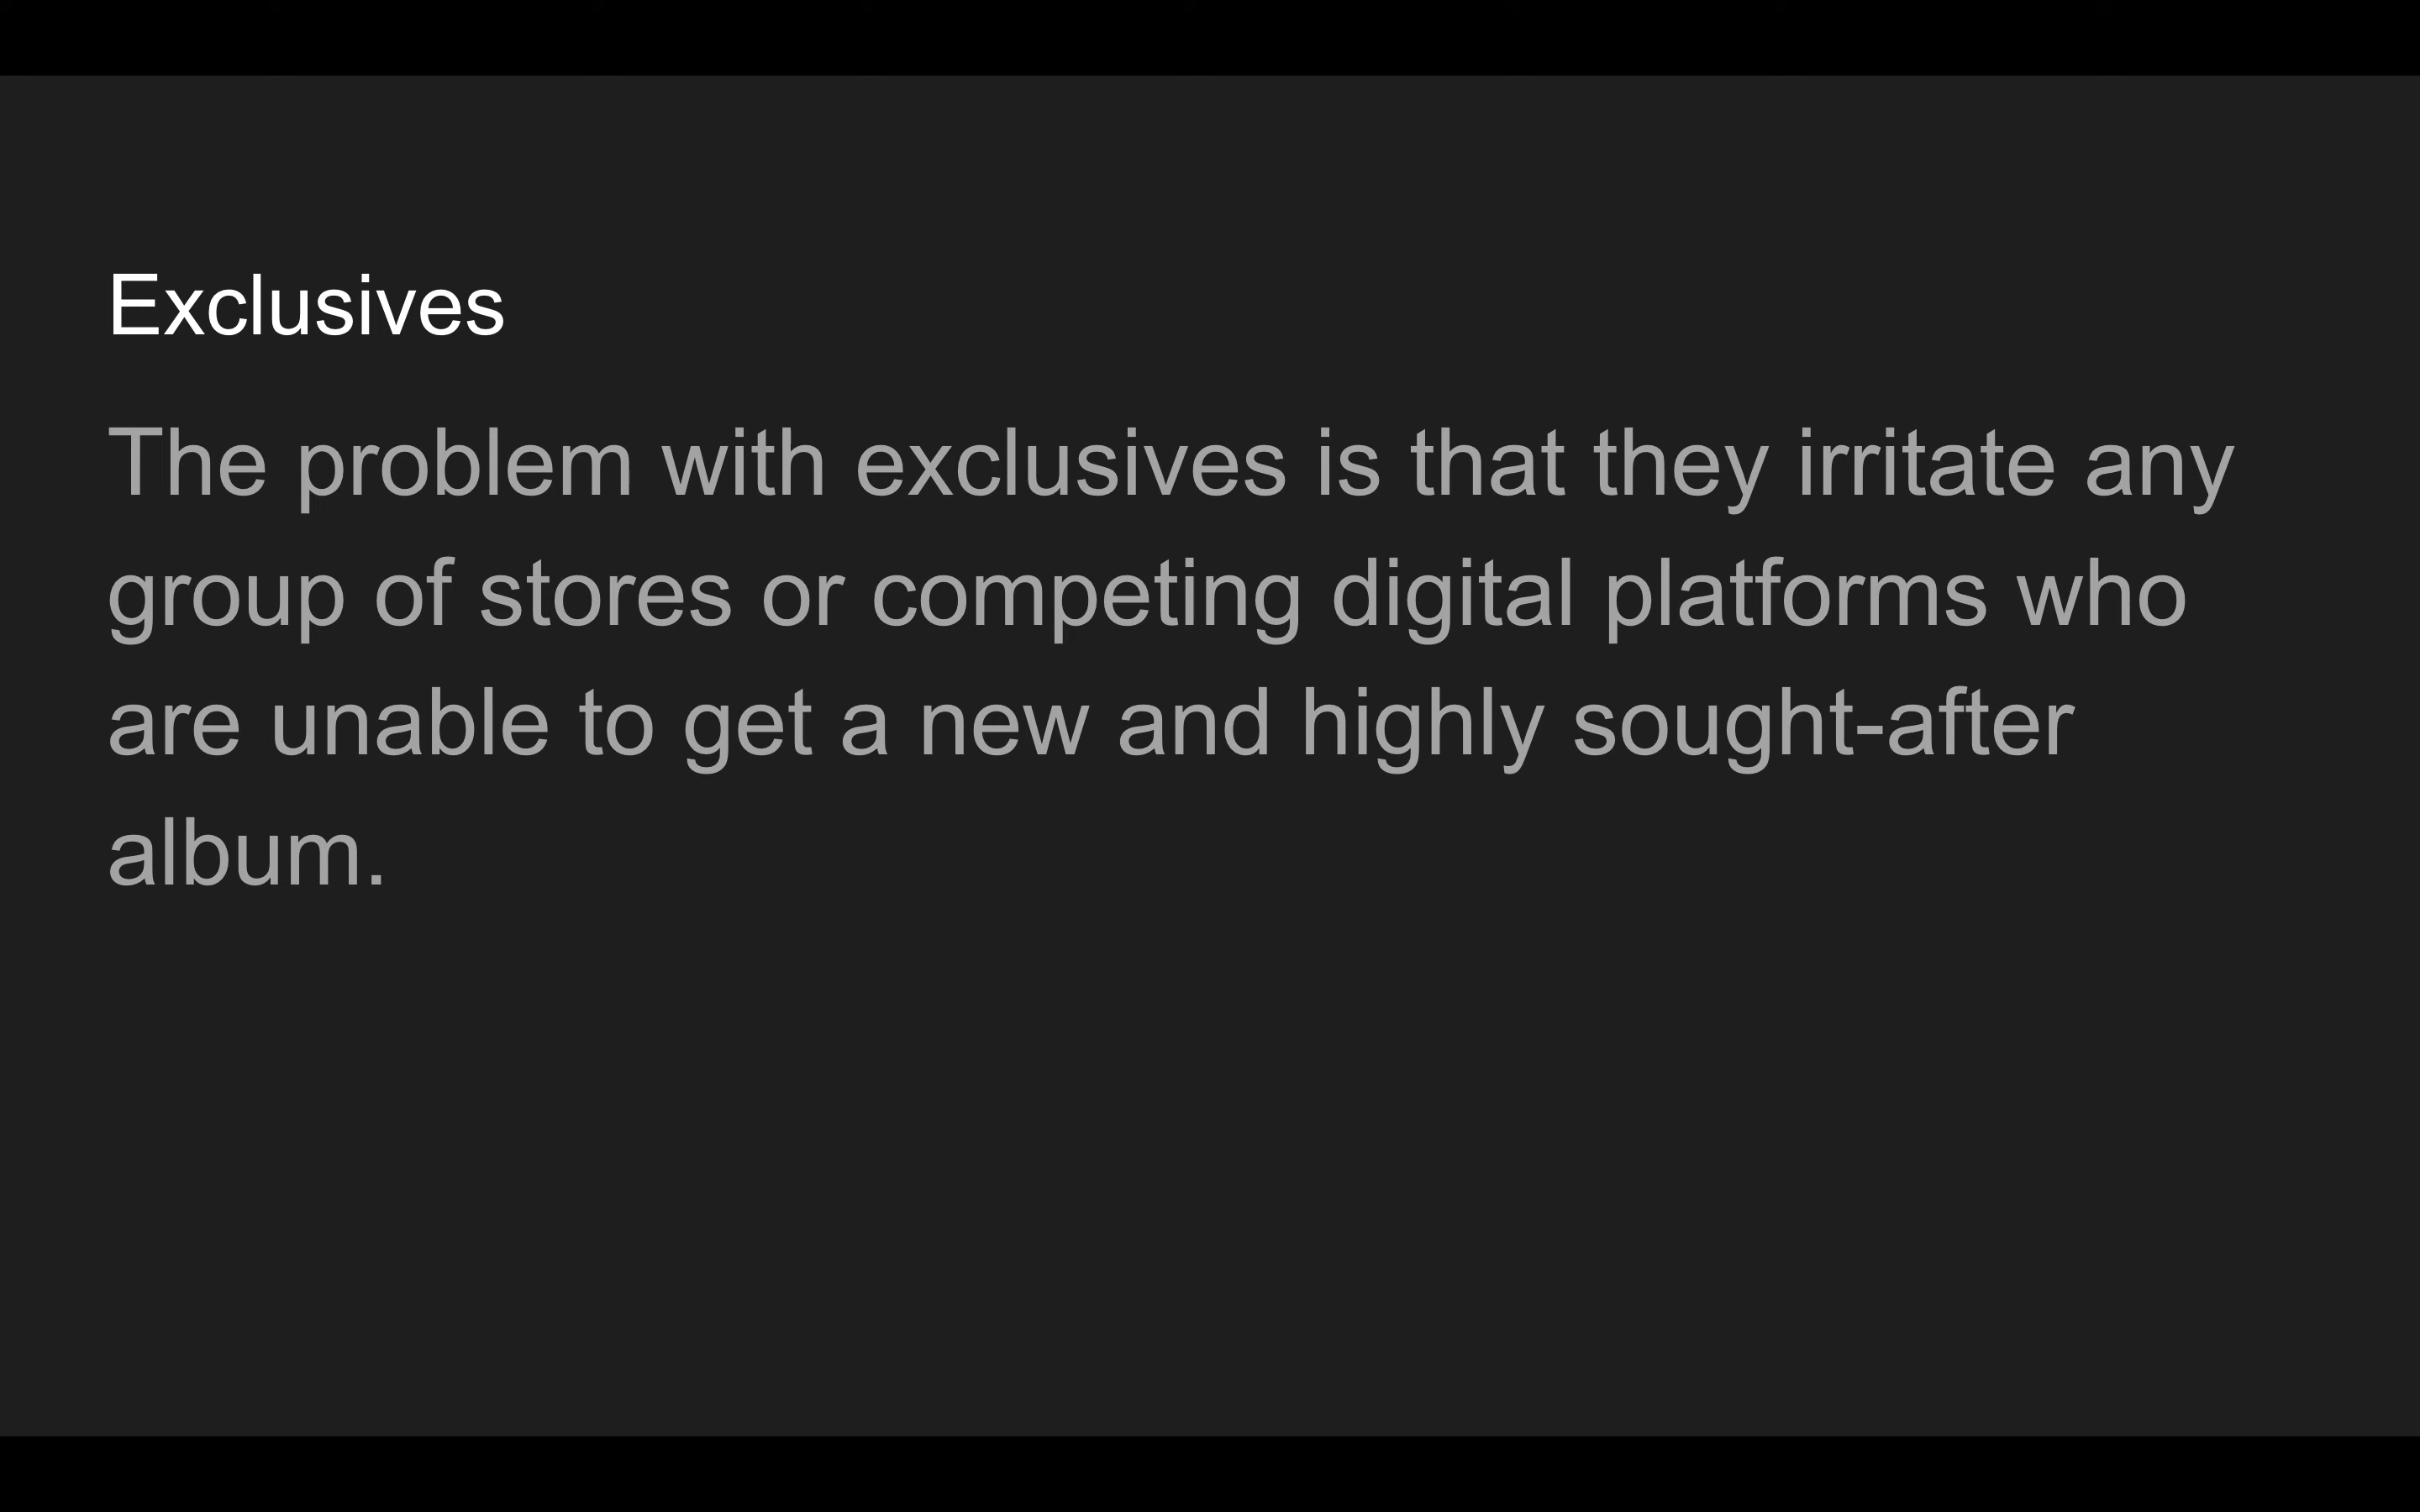 Exclusives
The problem with exclusives is that they irritate any
group of stores or competing digital platforms who
are unable to get a new and highly sought-after
album.